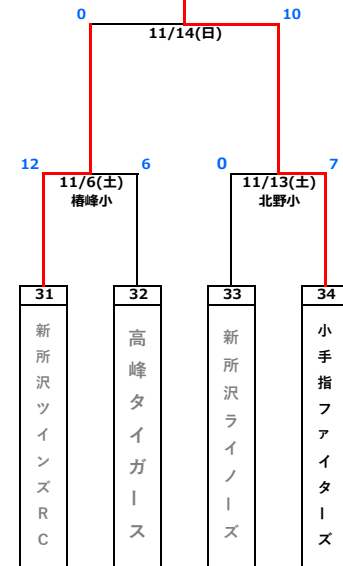 0 10
11/14(日)
12 6 0 7
11/6(土) 11/13(土)
椿峰小 北野小
31 32 33 34
新所沢ツインズRC
高峰タイガース
新所沢ライノーズ
小手指ファイターズ